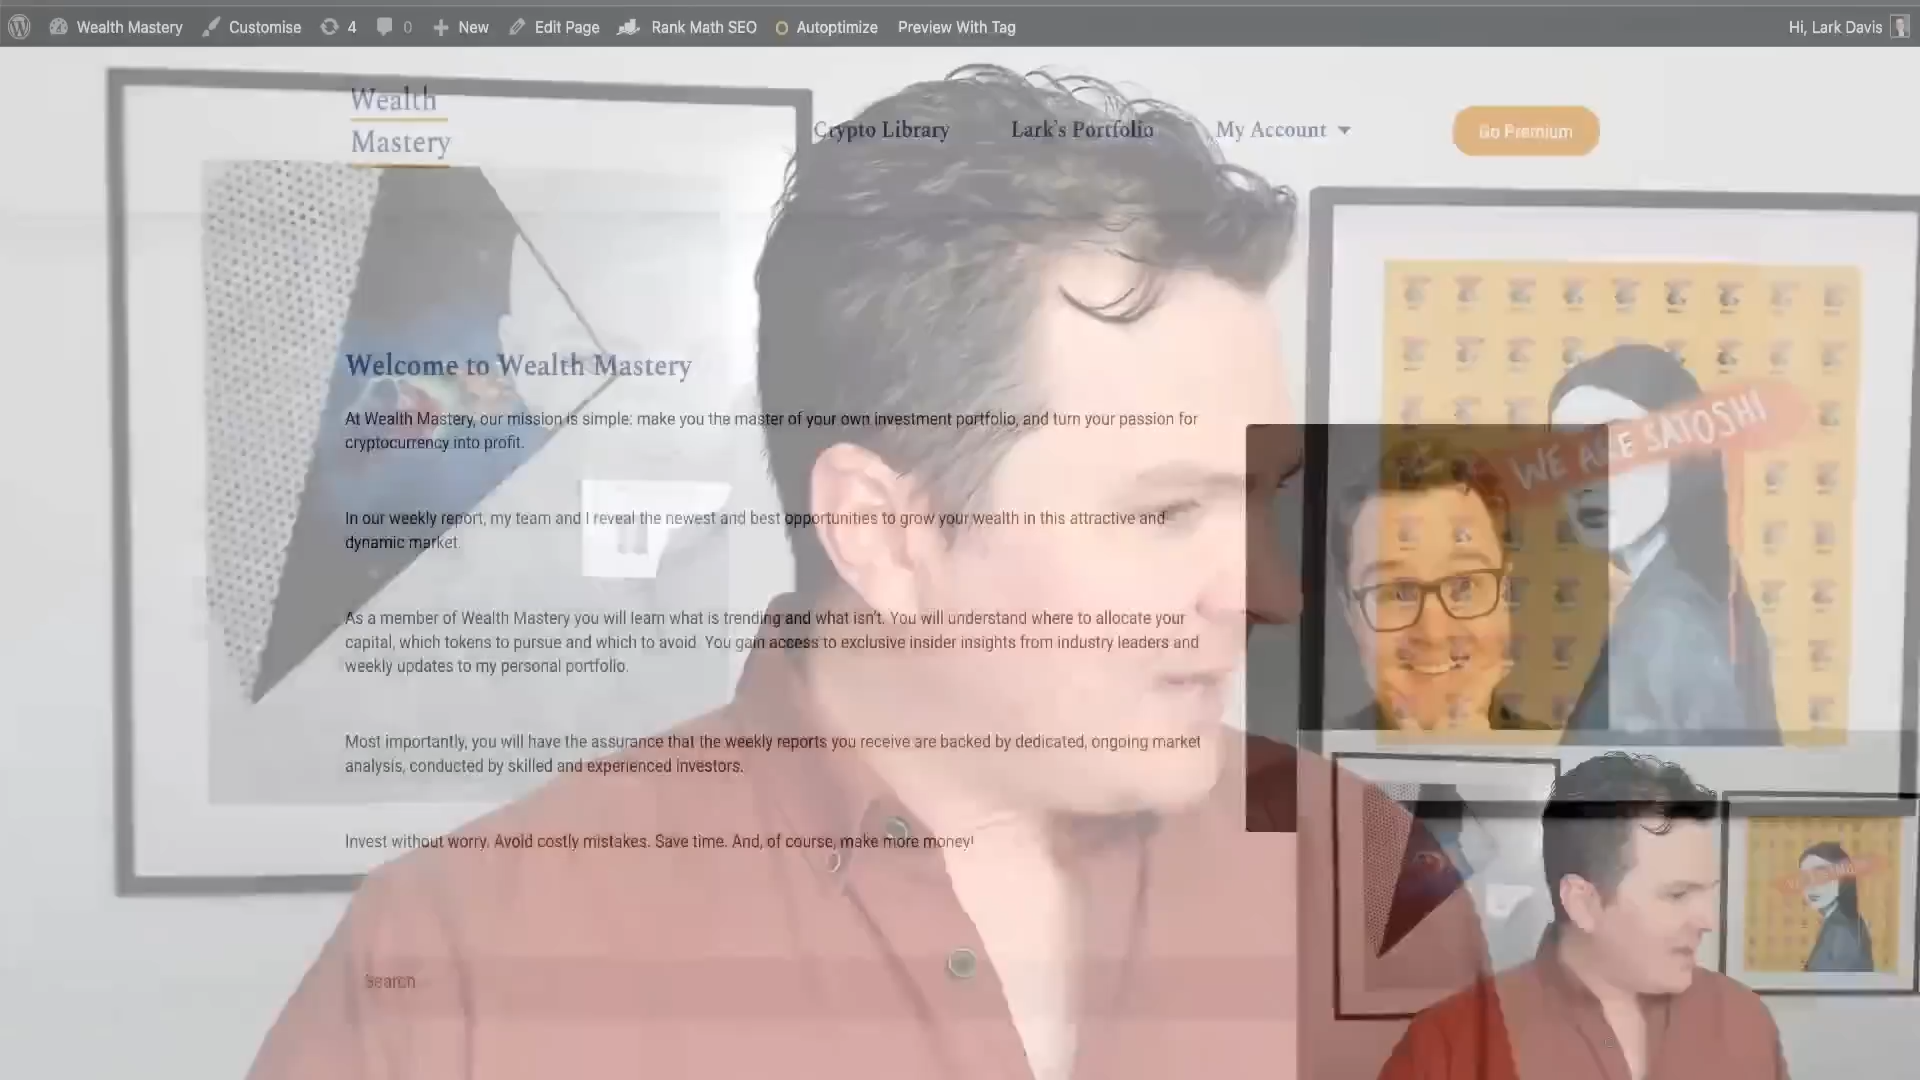 Wealth Mastery
Customise
4
0
New
Edit Page
Rank Math SEO
Autoptimize
Preview With Tag
Hi, Lark Davis
Wealth
Mastery
Crypto Library
Lark's Portfolio
My Account
Go Premium
Welcome to Wealth Mastery
At Wealth Mastery, our mission is simple: make you the master of your own investment portfolio, and turn your passion for
cryptocurrency into profit.
WE ARE SATOSHI
In our weekly report, my team and I reveal the newest and best opportunities to grow your wealth in this attractive and
dynamic market.
As a member of Wealth Mastery you will learn what is trending and what isn't. You will understand where to allocate your
capital, which tokens to pursue and which to avoid. You gain access to exclusive insider insights from industry leaders and
weekly updates to my personal portfolio.
Most importantly, you will have the assurance that the weekly reports you receive are backed by dedicated, ongoing market
analysis, conducted by skilled and experienced investors.
Invest without worry. Avoid costly mistakes. Save time. And, of course, make more money!
Search